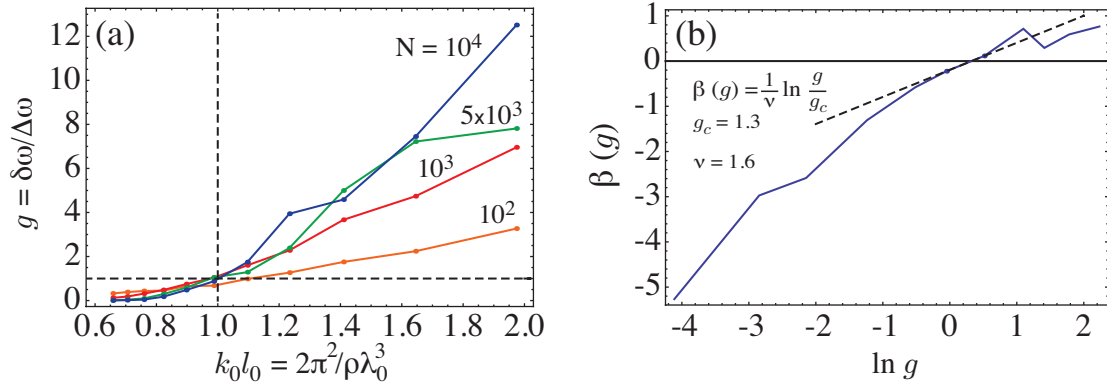 (a)
N = 10⁴
5x10³
10³
10²
g = δω/Δω
12
10
8
6
4
2
0
0.6 0.8 1.0 1.2 1.4 1.6 1.8 2.0
k₀l₀ = 2π²/ρλ₀³
(b)
β (g) = 1/ν ln g/g_c
g_c = 1.3
ν = 1.6
β (g)
1
0
-1
-2
-3
-4
-5
-4 -3 -2 -1 0 1 2
ln g